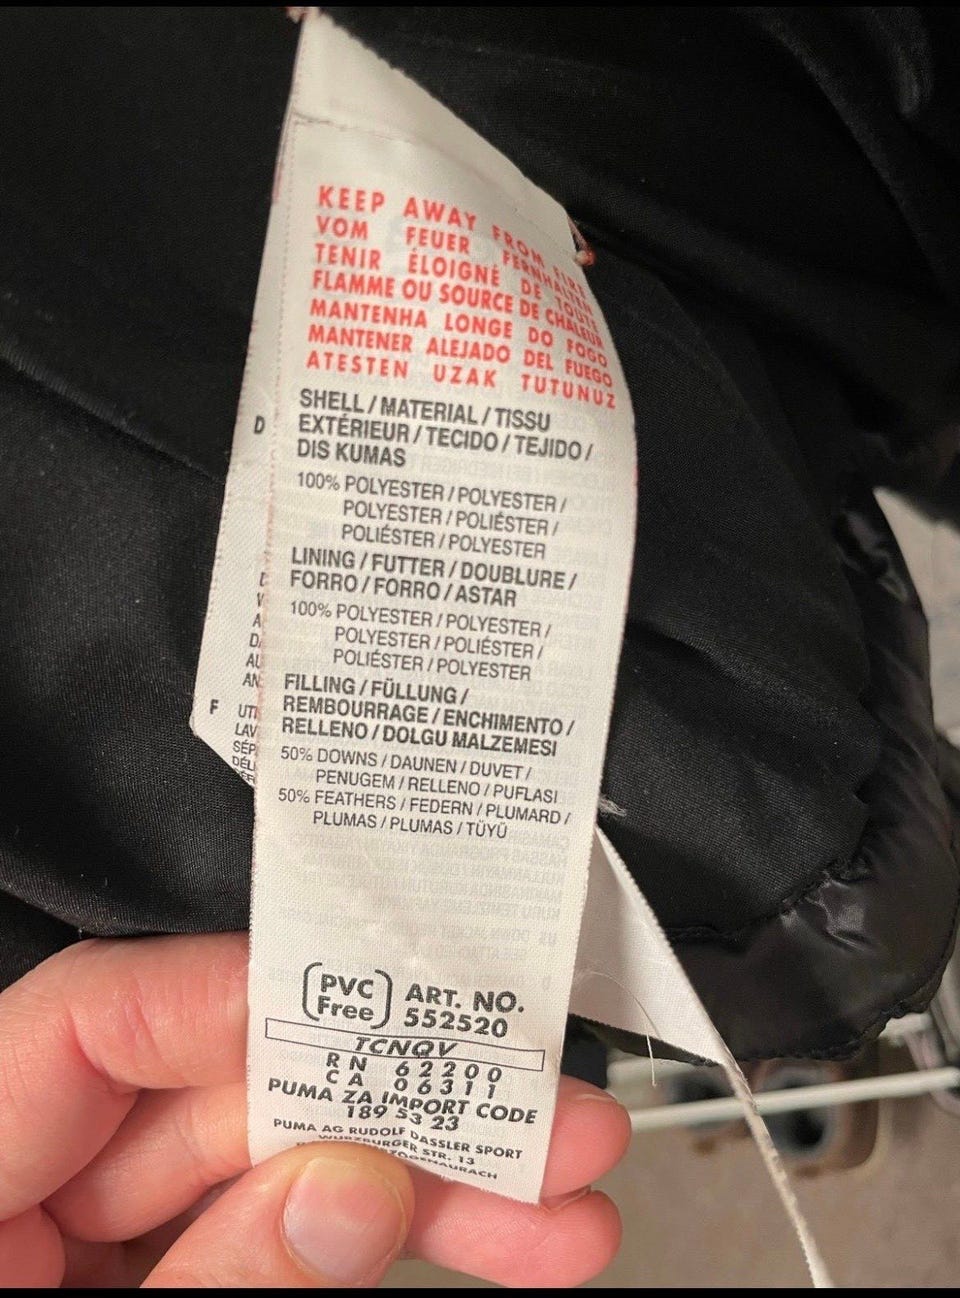 KEEP AWAY FROM FIRE
VOM FEUER FERNHALTEN
TENIR ÉLOIGNÉ DE TOUTE
FLAMME OU SOURCE DE CHALEUR
MANTENHA LONGE DO FOGO
MANTENER ALEJADO DEL FUEGO
ATESTEN UZAK TUTUNUZ
SHELL / MATERIAL / TISSU
EXTÉRIEUR / TECIDO / TEJIDO /
DIS KUMAS
100% POLYESTER / POLYESTER /
POLYESTER / POLIÉSTER /
POLIÉSTER / POLYESTER
LINING / FUTTER / DOUBLURE /
FORRO / FORRO / ASTAR
100% POLYESTER / POLYESTER /
POLYESTER / POLIÉSTER /
POLIÉSTER / POLYESTER
FILLING / FÜLLUNG /
REMBOURRAGE / ENCHIMENTO /
RELLENO / DOLGU MALZEMESI
50% DOWNS / DAUNEN / DUVET /
PENUGEM / RELLENO / PUFLASI
50% FEATHERS / FEDERN / PLUMARD /
PLUMAS / PLUMAS / TÜYÜ
PVC Free
ART. NO.
552520
TCNQV
RN 62200
CA 06311
PUMA ZA IMPORT CODE
189 53 23
PUMA AG RUDOLF DASSLER SPORT
WURZBURGER STR. 13
D
F